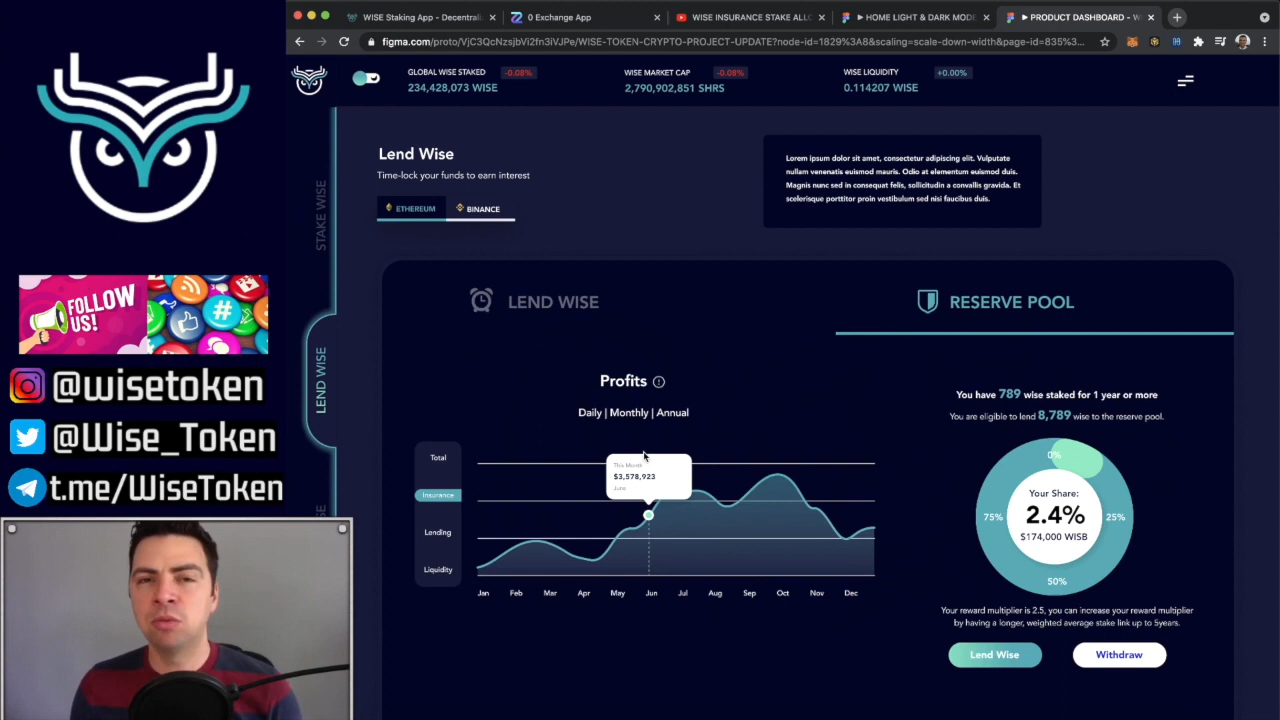 WISE Staking App - Decentrali
0 Exchange App
WISE INSURANCE STAKE ALLO
HOME LIGHT & DARK MODE
PRODUCT DASHBOARD - W
figma.com/proto/VjC3QcNzsjbVi2fn3iVJPe/WISE-TOKEN-CRYPTO-PROJECT-UPDATE?node-id=1829%3A8&scaling=scale-down-width&page-id=835%3...
GLOBAL WISE STAKED -0.08%
234,428,073 WISE
WISE MARKET CAP -0.08%
2,790,902,851 SHRS
WISE LIQUIDITY +0.00%
0.114207 WISE
STAKE WISE
LEND WISE
Lend Wise
Time-lock your funds to earn interest
ETHEREUM BINANCE
Lorem ipsum dolor sit amet, consectetur adipiscing elit. Vulputate
nullam venenatis euismod mauris. Odio at elementum euismod duis.
Magnis nunc sed in consequat felis, sollicitudin a convallis gravida. Et
scelerisque porttitor proin vestibulum sed nisi faucibus duis.
LEND WISE
RESERVE POOL
Profits
Daily | Monthly | Annual
Total
Insurance
Lending
Liquidity
This Month
$3,578,923
June
Jan Feb Mar Apr May Jun Jul Aug Sep Oct Nov Dec
You have 789 wise staked for 1 year or more
You are eligible to lend 8,789 wise to the reserve pool.
0%
25%
50%
75%
Your Share:
2.4%
$174,000 WISB
Your reward multiplier is 2.5, you can increase your reward multiplier
by having a longer, weighted average stake link up to 5years.
Lend Wise
Withdraw
FOLLOW
US!
@wisetoken
@Wise_Token
t.me/WiseToken